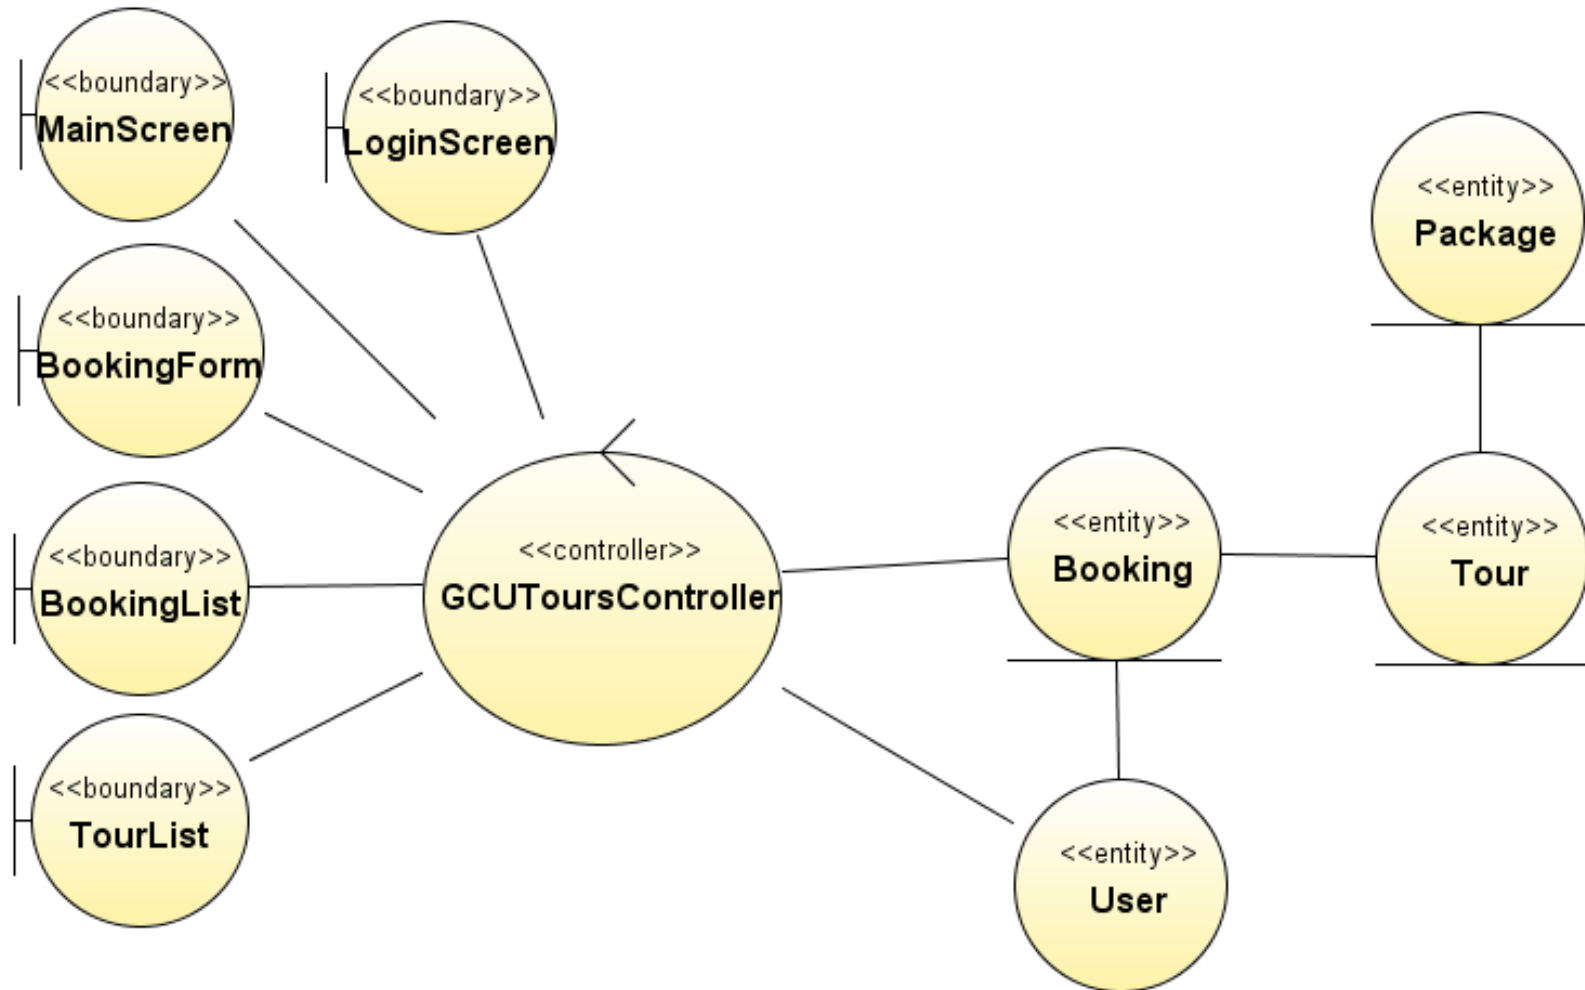 <<boundary>>
MainScreen
<<boundary>>
LoginScreen
<<entity>>
Package
<<boundary>>
BookingForm
<<boundary>>
BookingList
<<controller>>
GCUToursController
<<entity>>
Booking
<<entity>>
Tour
<<boundary>>
TourList
<<entity>>
User